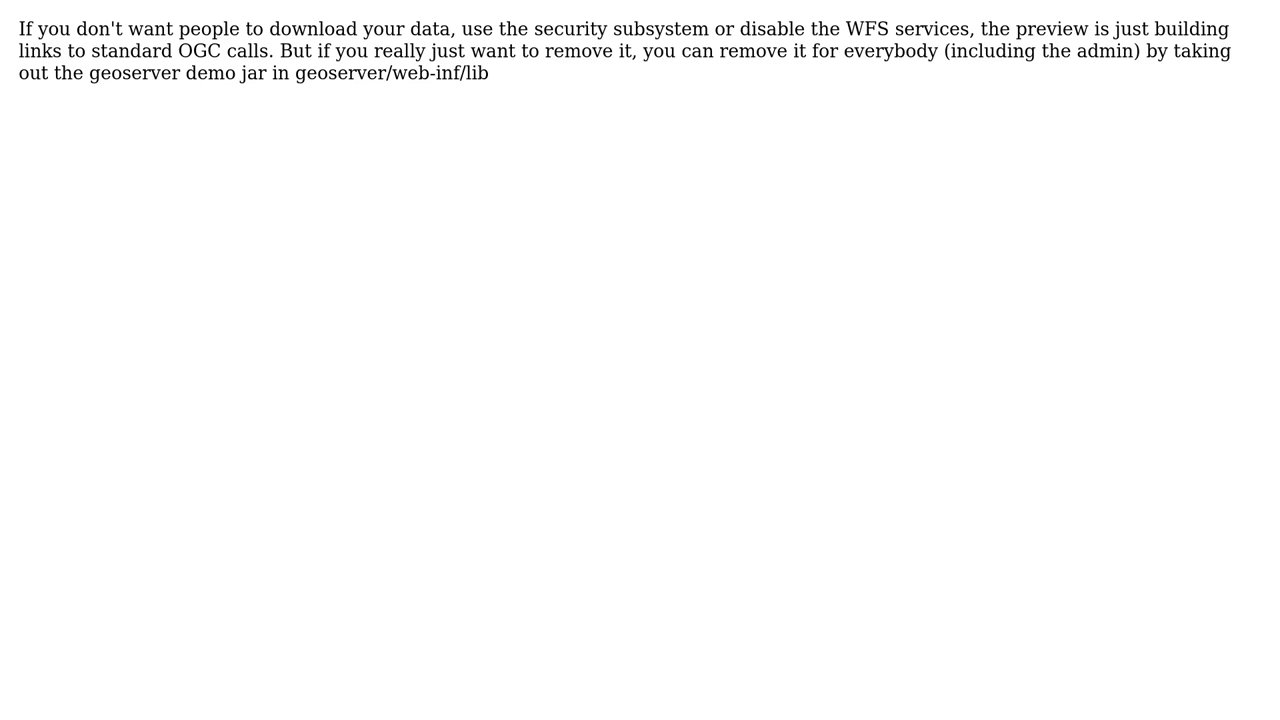 If you don't want people to download your data, use the security subsystem or disable the WFS services, the preview is just building
links to standard OGC calls. But if you really just want to remove it, you can remove it for everybody (including the admin) by taking
out the geoserver demo jar in geoserver/web-inf/lib